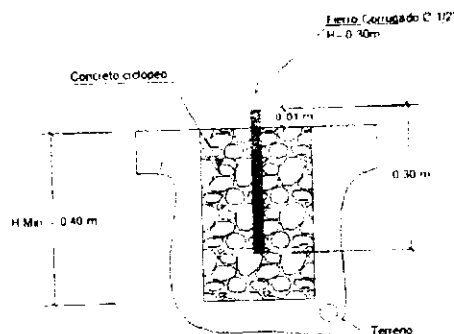 Fierro Corrugado Ø 1/2"
H= 0.30m
Concreto ciclopeo
0.01 m
0.30 m
H Min = 0.40 m
Terreno